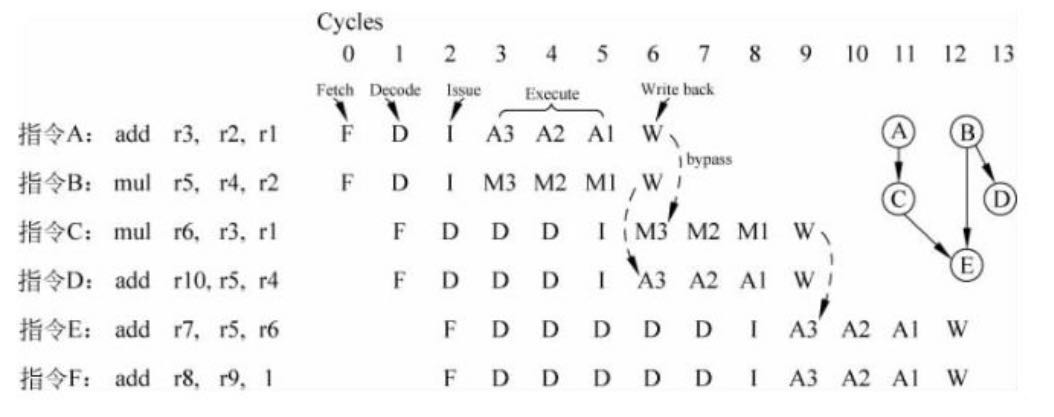 Cycles
0 1 2 3 4 5 6 7 8 9 10 11 12 13
Fetch Decode Issue Execute Write back
指令A： add r3, r2, r1 F D I A3 A2 A1 W A B
bypass
指令B： mul r5, r4, r2 F D I M3 M2 M1 W
指令C： mul r6, r3, r1 F D D D I M3 M2 M1 W C D
指令D： add r10, r5, r4 F D D D I A3 A2 A1 W E
指令E： add r7, r5, r6 F D D D D D I A3 A2 A1 W
指令F： add r8, r9, 1 F D D D D D I A3 A2 A1 W